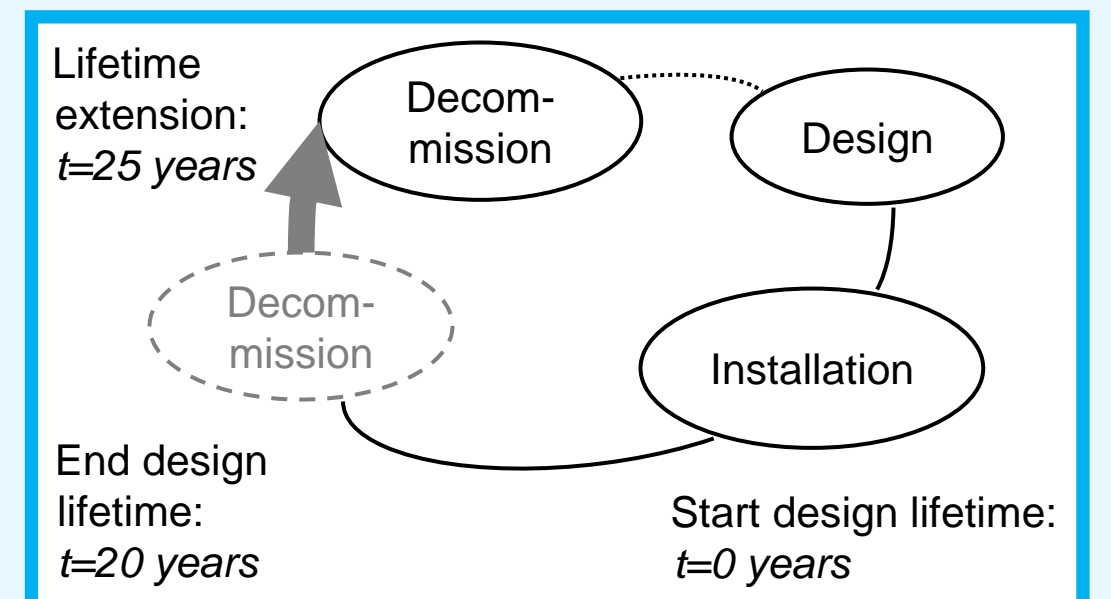 Lifetime
extension:
t=25 years
Decom-
mission
Design
Decom-
mission
Installation
End design
lifetime:
t=20 years
Start design lifetime:
t=0 years